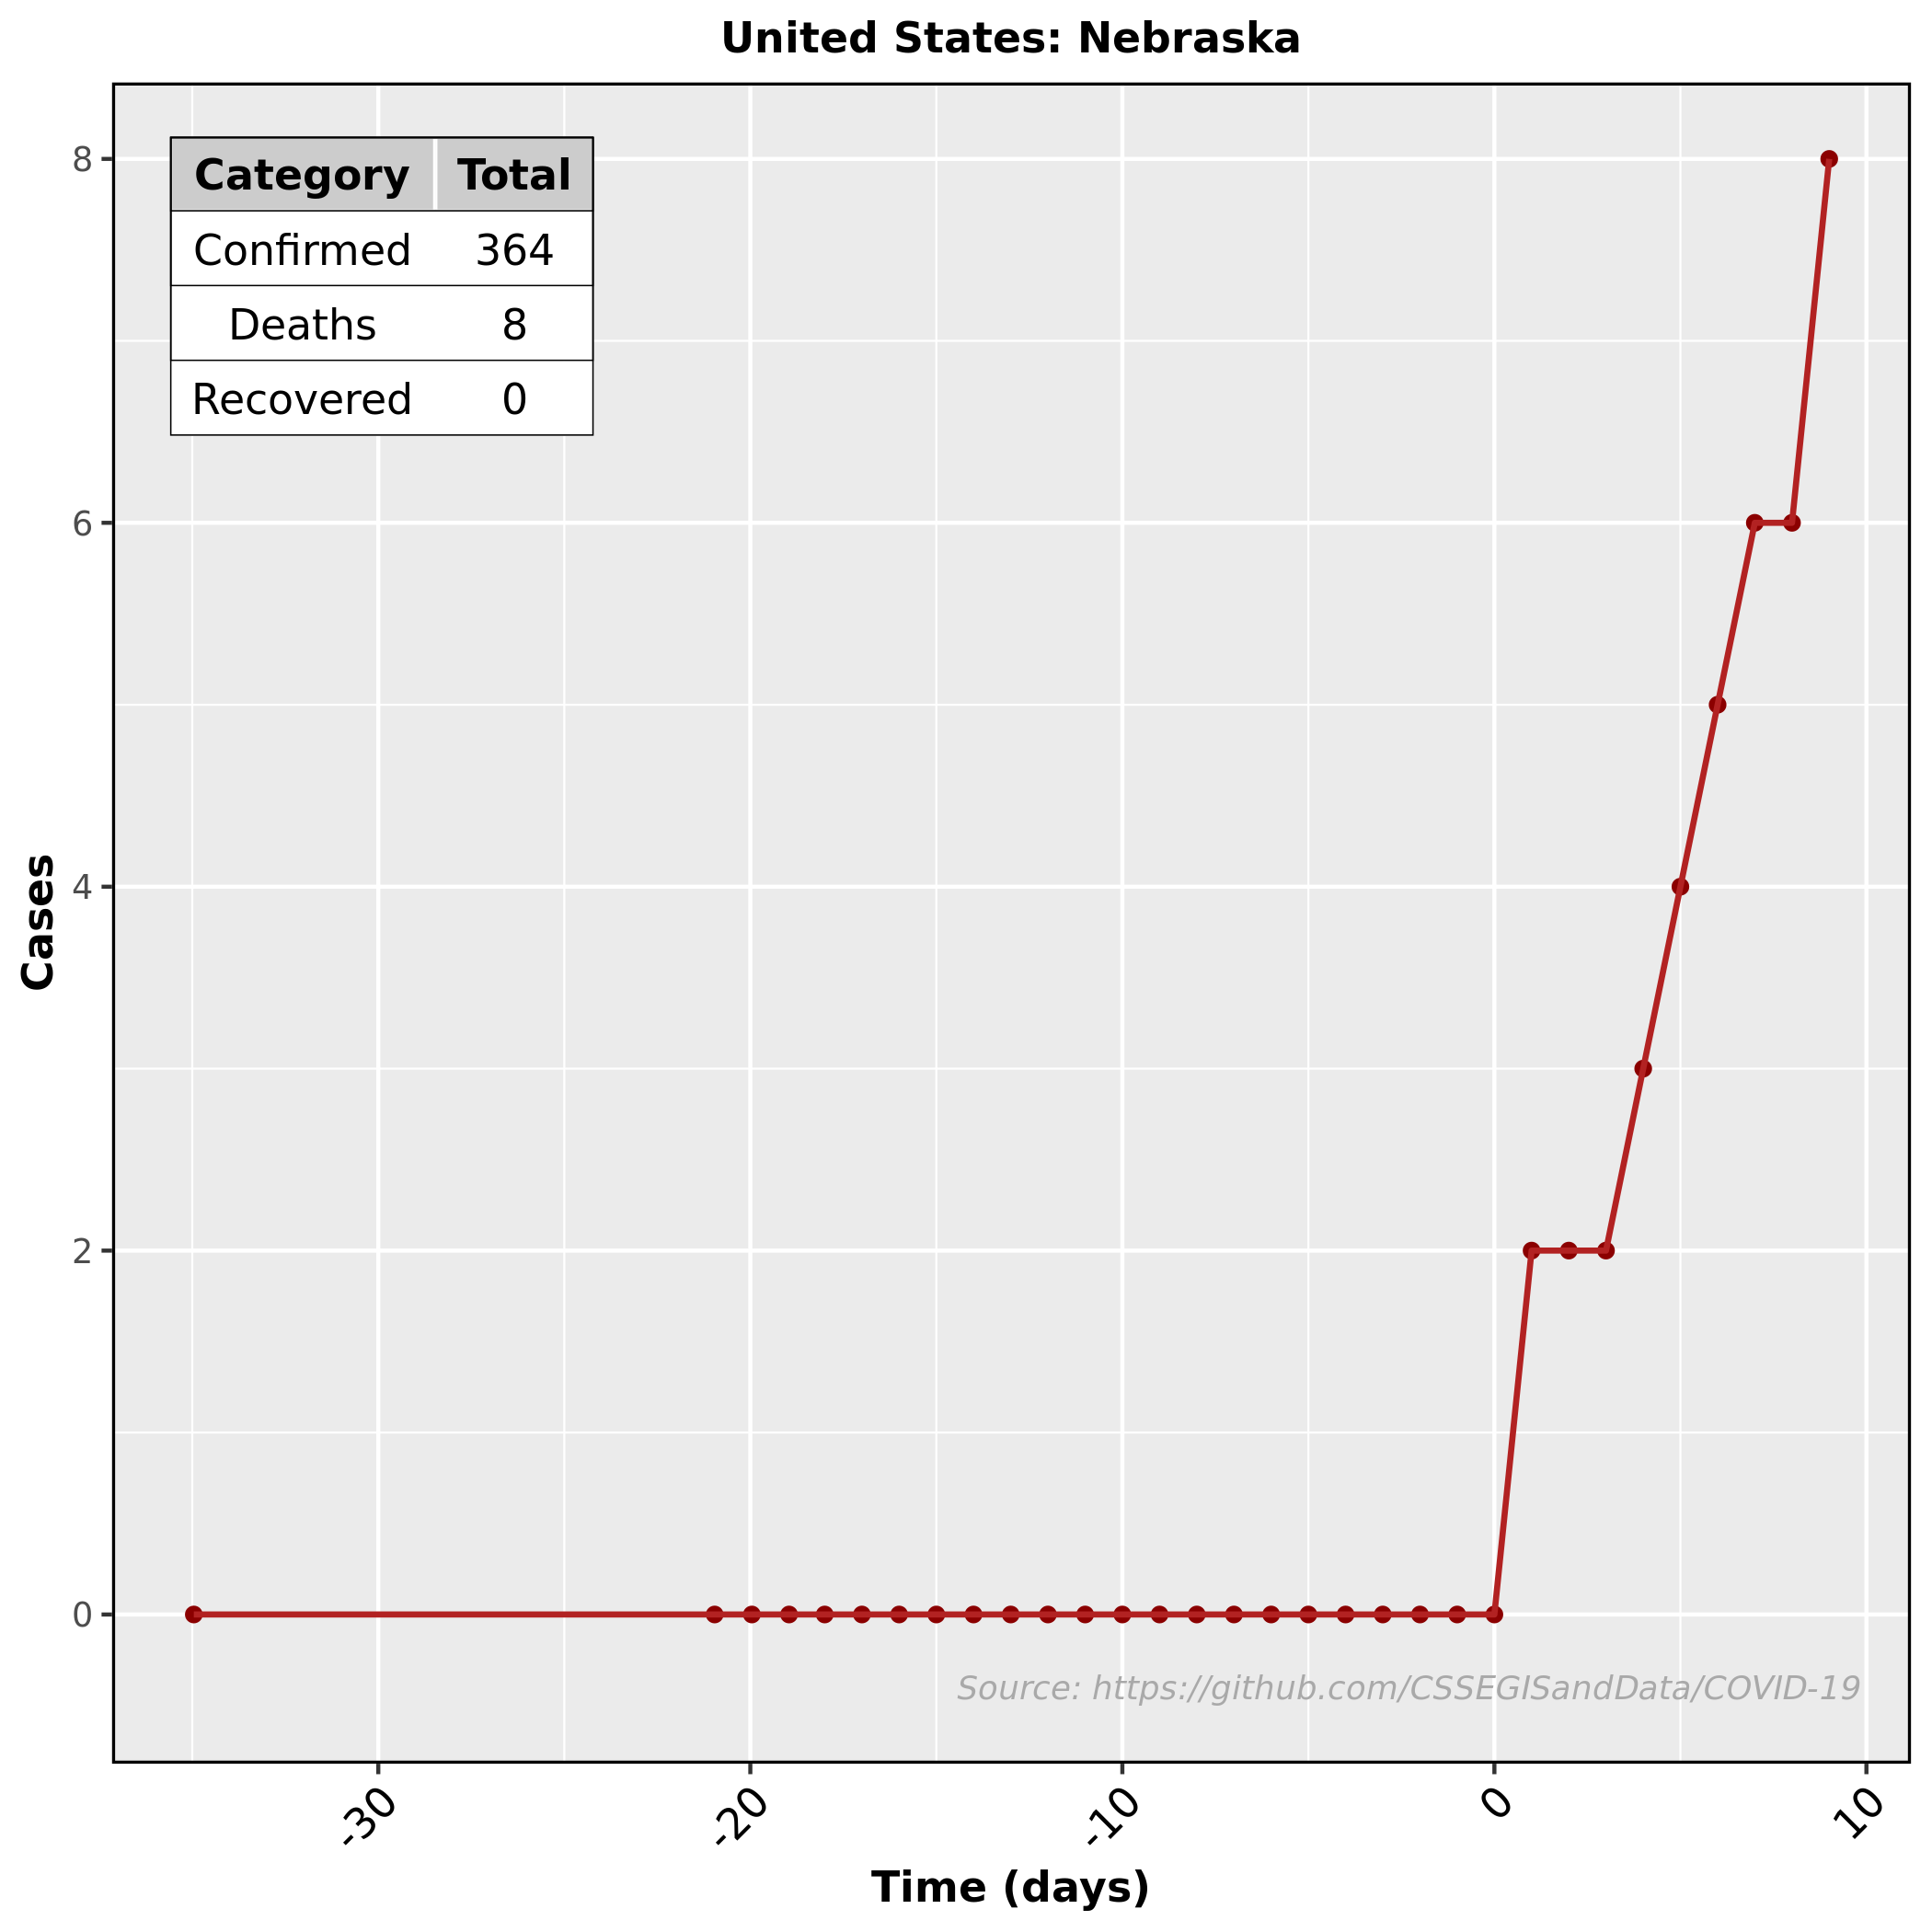 United States: Nebraska
Category Total
Confirmed 364
Deaths 8
Recovered 0
8
6
4
2
0
Cases
Source: https://github.com/CSSEGISandData/COVID-19
-30 -20 -10 0 10
Time (days)